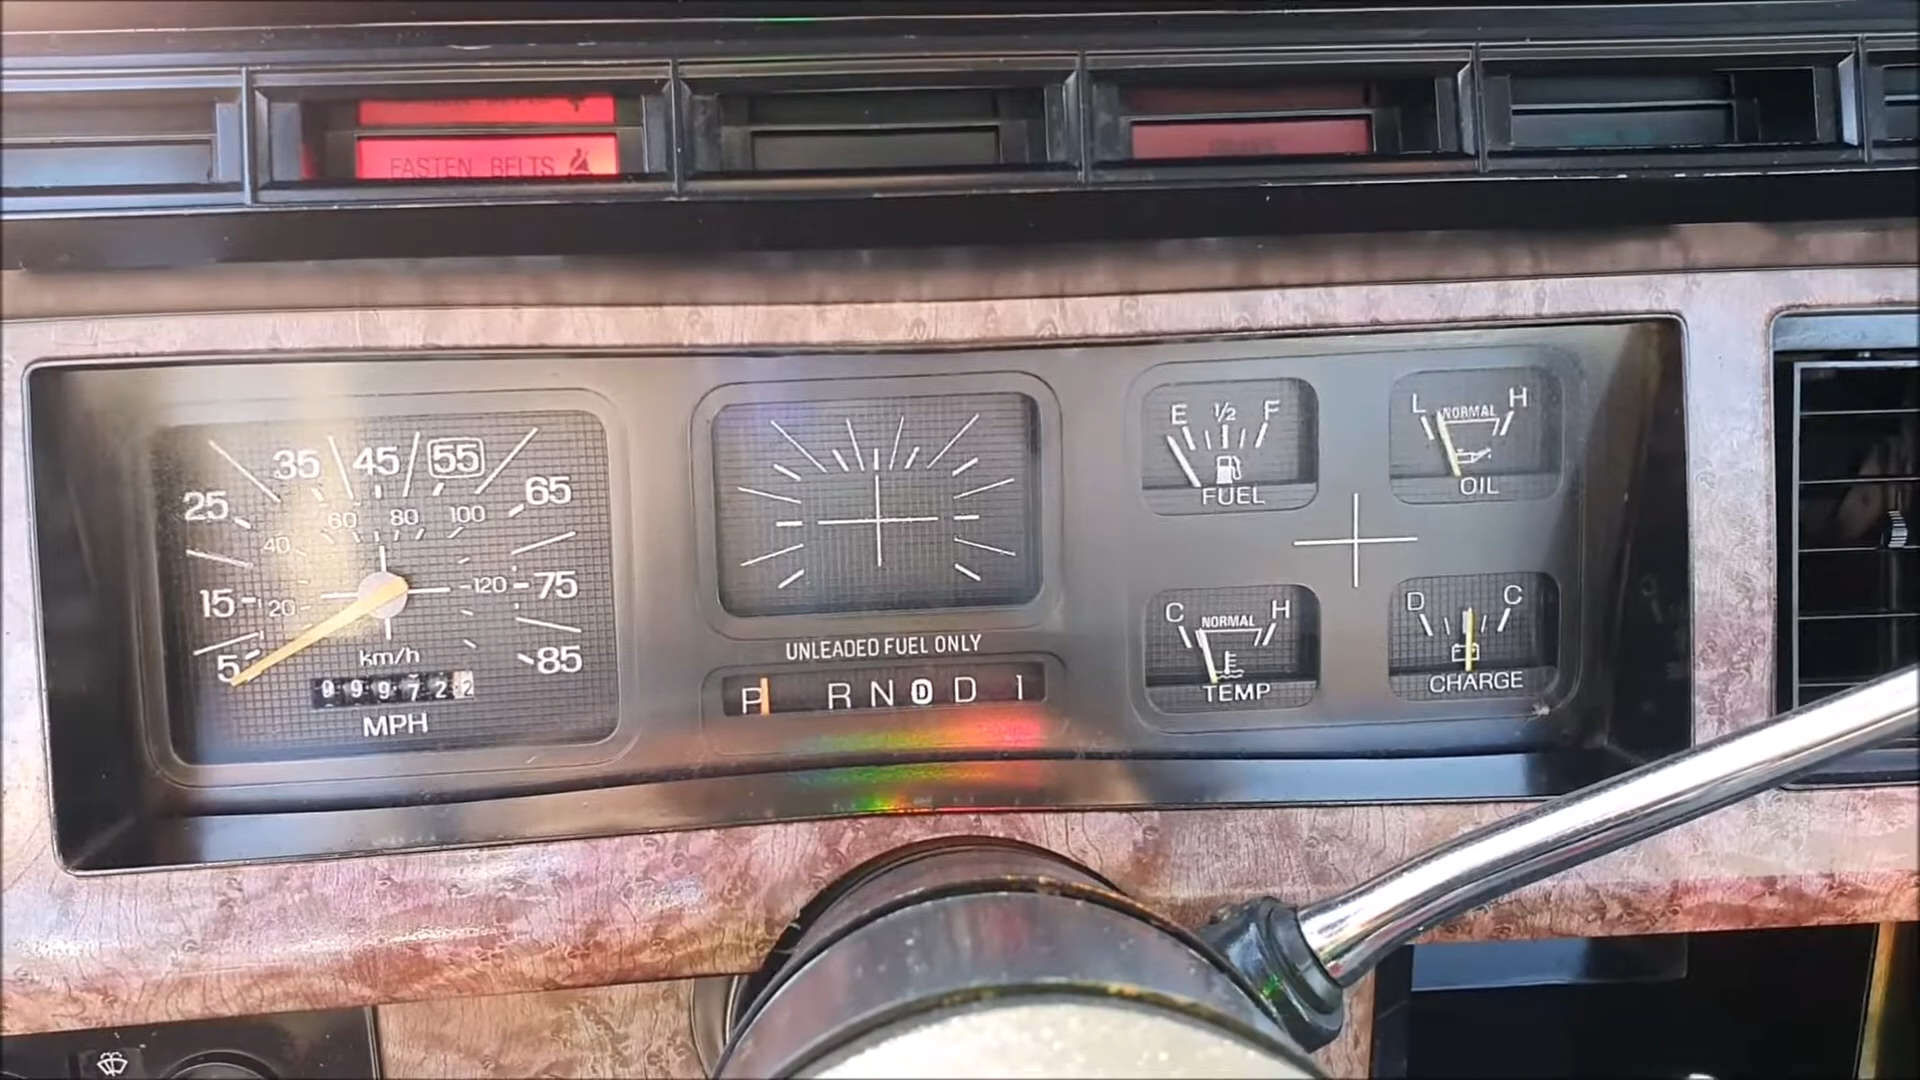 FASTEN BELTS
5 15 25 35 45 55 65 75 85
20 40 60 80 100 120
km/h
099722
MPH
UNLEADED FUEL ONLY
P R N D D 1
E 1/2 F
FUEL
L NORMAL H
OIL
C NORMAL H
TEMP
D C
CHARGE